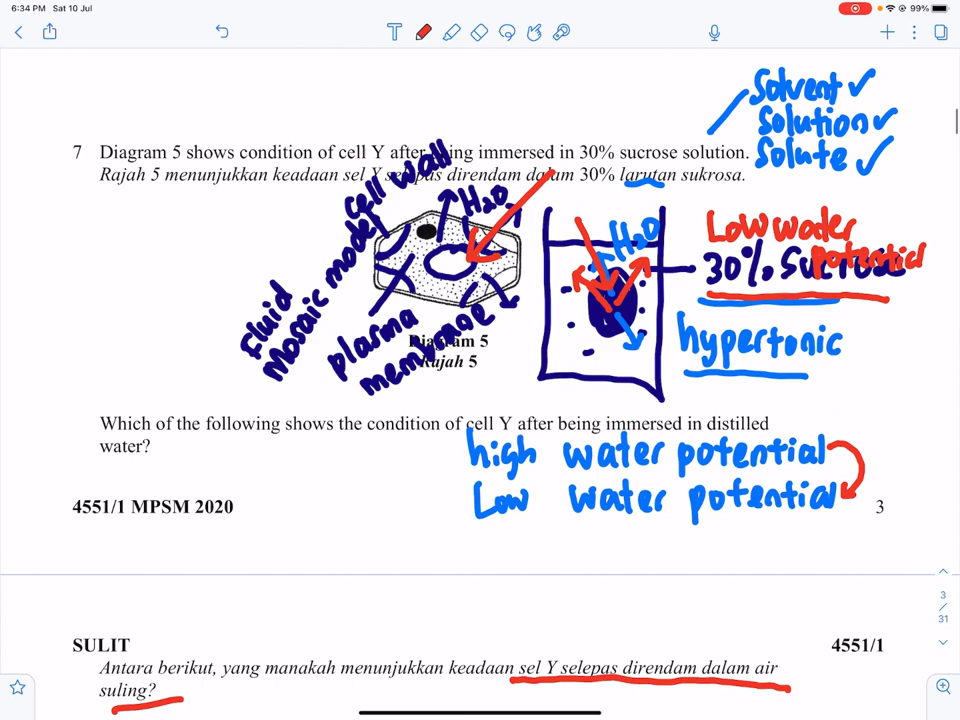 6:34 PM Sat 10 Jul
99%
Solvent ✓
Solution ✓
Solute ✓
7 Diagram 5 shows condition of cell Y after being immersed in 30% sucrose solution.
Rajah 5 menunjukkan keadaan sel Y selepas direndam dalam 30% larutan sukrosa.
cell wall
H2O
H2O
Fluid
Mosaic model
plasma
membrane
Low water
potential
30% Sucrose
hypertonic
Diagram 5
Rajah 5
Which of the following shows the condition of cell Y after being immersed in distilled
water?
high water potential
Low water potential
4551/1 MPSM 2020
3
3
/
31
SULIT
4551/1
Antara berikut, yang manakah menunjukkan keadaan sel Y selepas direndam dalam air
suling?